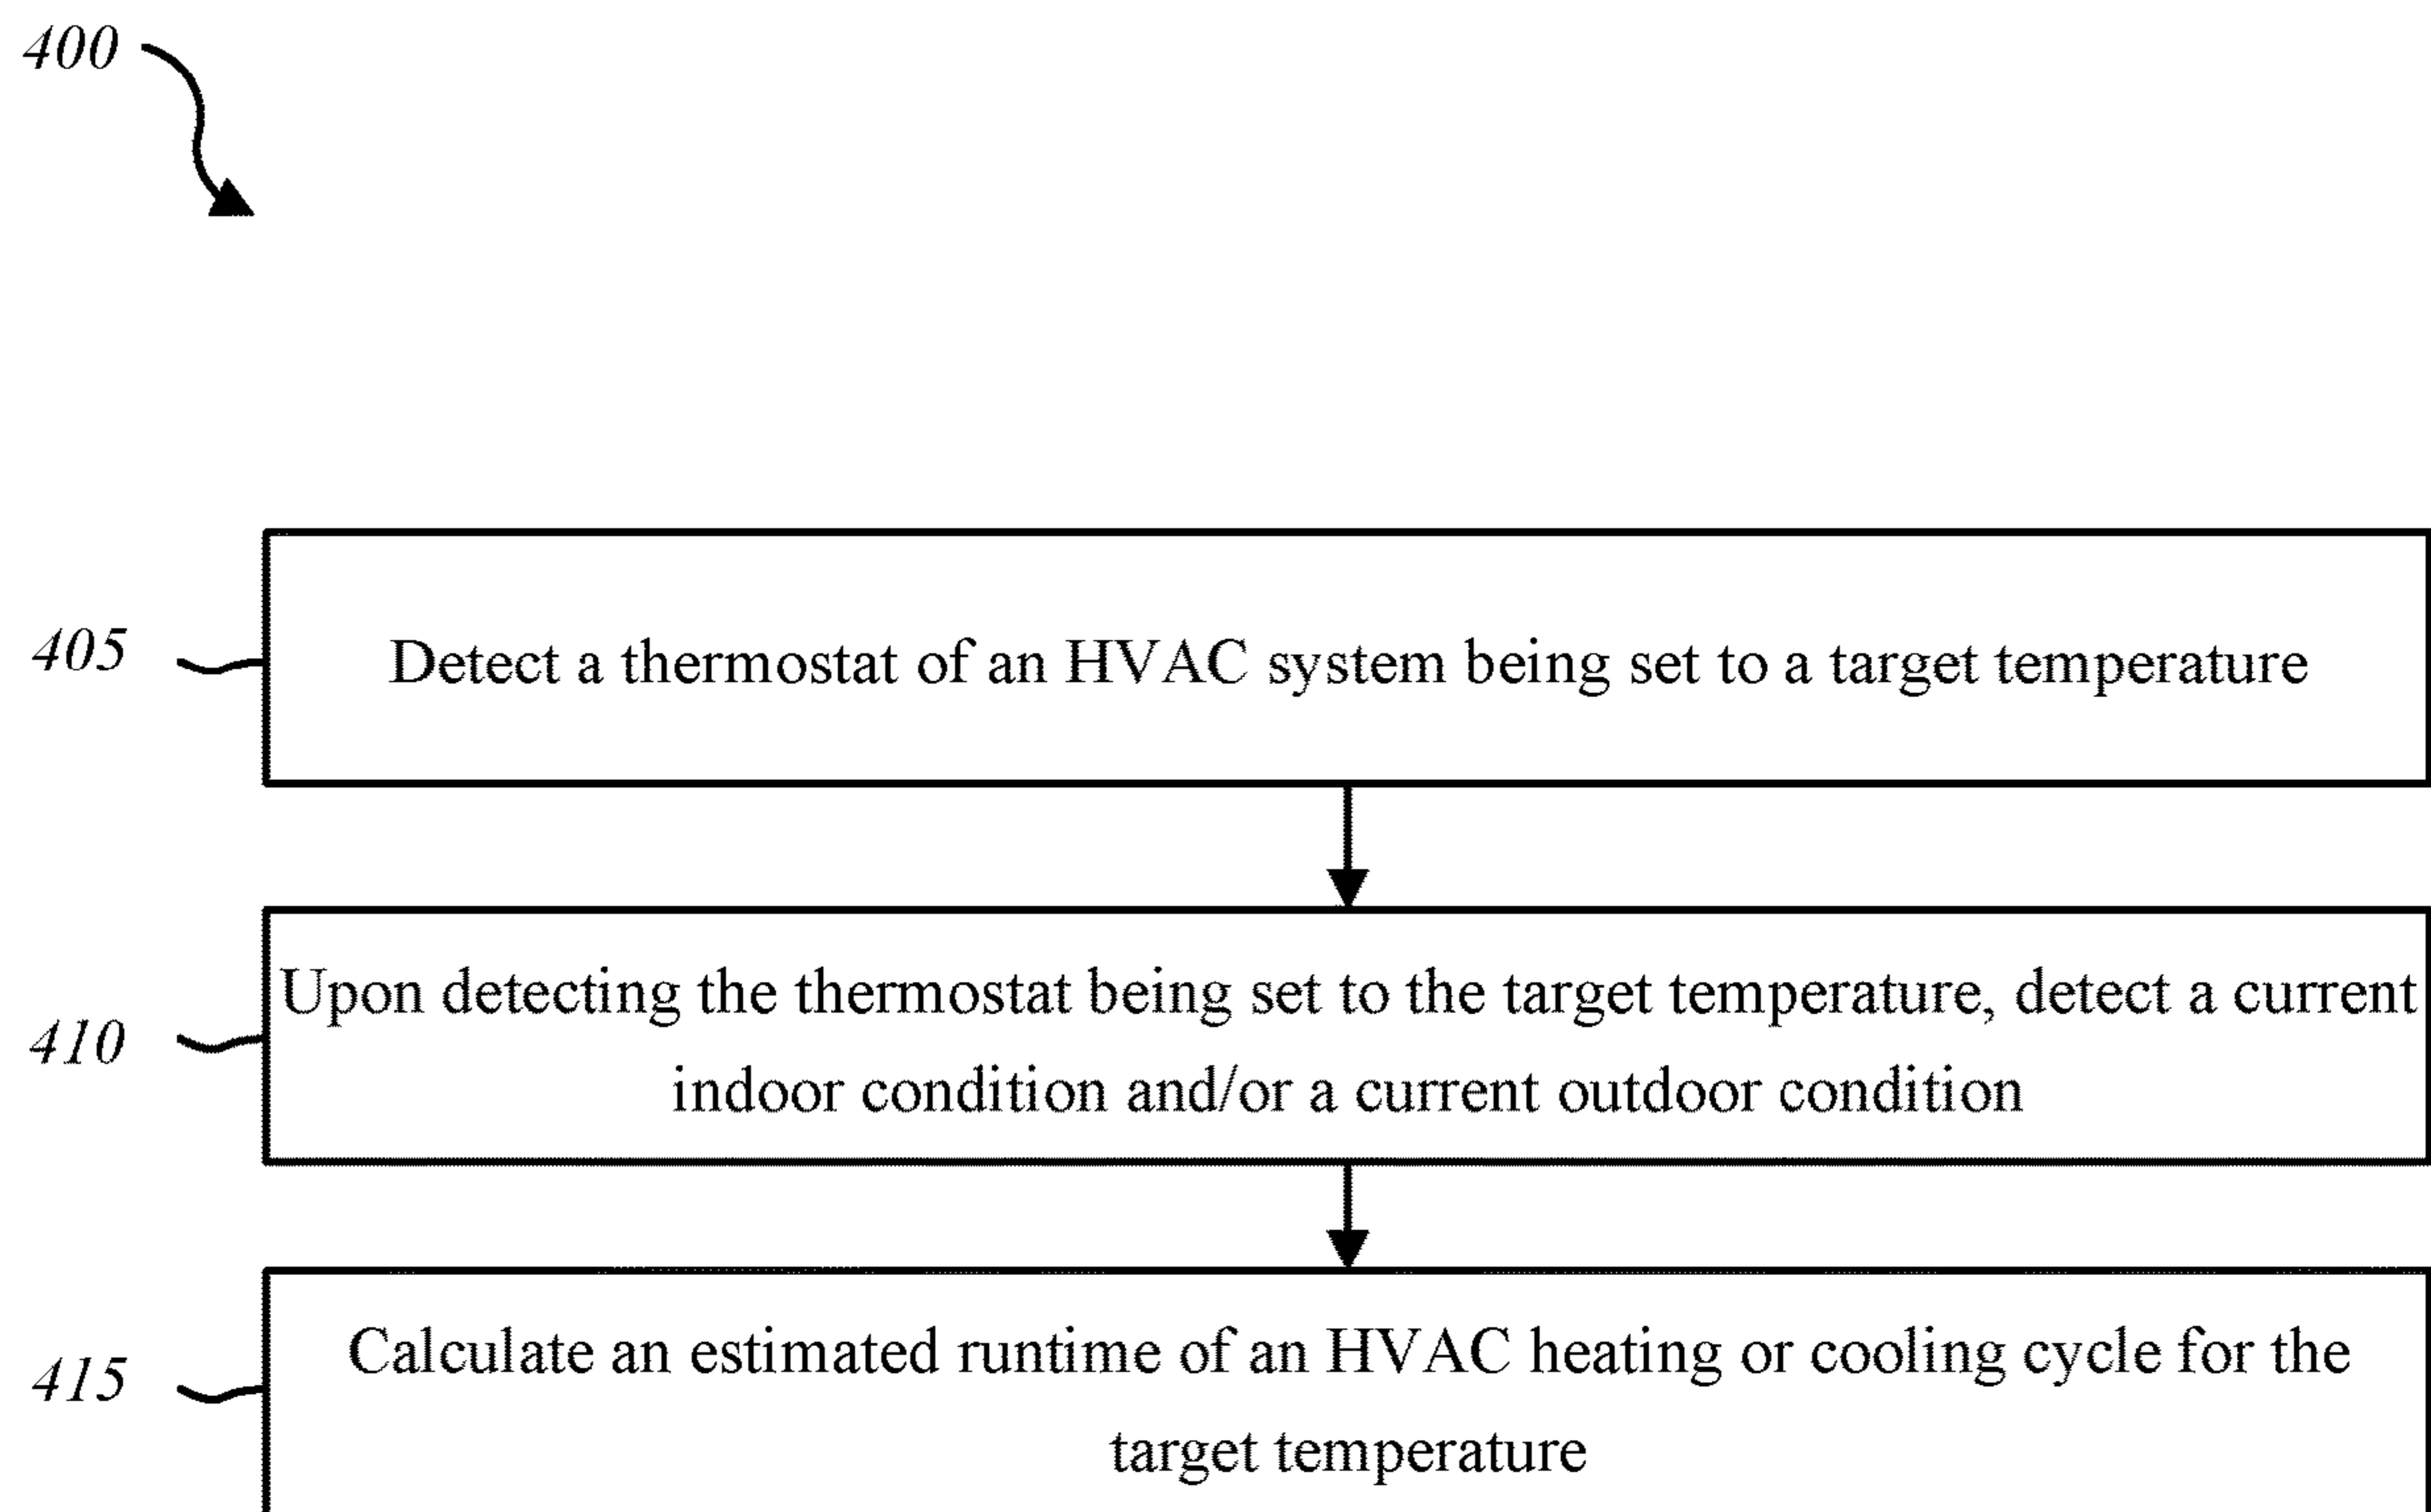 400
405
Detect a thermostat of an HVAC system being set to a target temperature
410
Upon detecting the thermostat being set to the target temperature, detect a current
indoor condition and/or a current outdoor condition
415
Calculate an estimated runtime of an HVAC heating or cooling cycle for the
target temperature